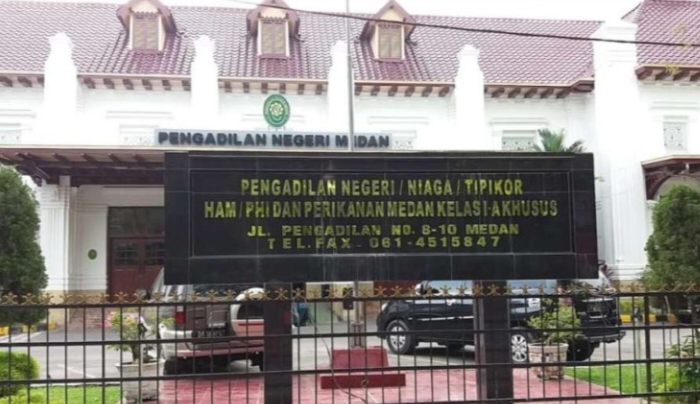 PENGADILAN NEGERI MEDAN
PENGADILAN NEGERI / NIAGA / TIPIKOR
HAM / PHI DAN PERIKANAN MEDAN KELAS I-A KHUSUS
JL. PENGADILAN NO. 8-10 MEDAN
TEL.FAX 061-4515847